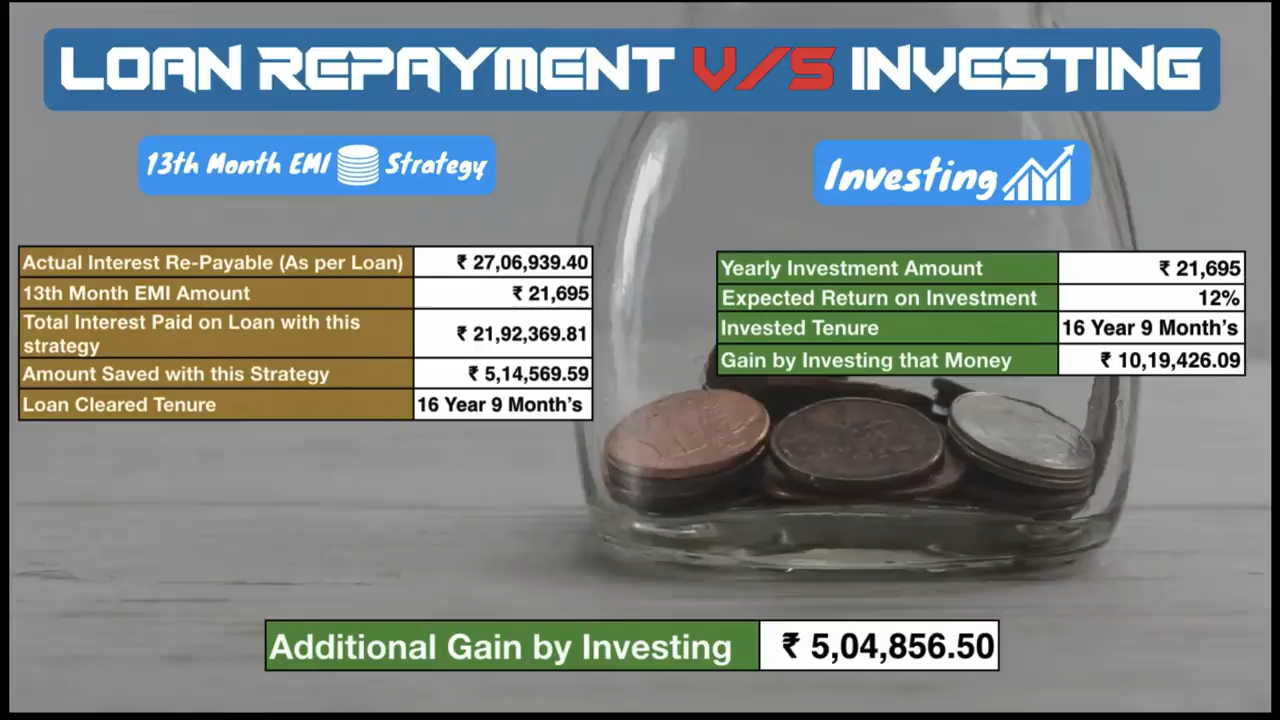 LOAN REPAYMENT V/S INVESTING
13th Month EMI Strategy
Actual Interest Re-Payable (As per Loan) ₹ 27,06,939.40
13th Month EMI Amount ₹ 21,695
Total Interest Paid on Loan with this
strategy ₹ 21,92,369.81
Amount Saved with this Strategy ₹ 5,14,569.59
Loan Cleared Tenure 16 Year 9 Month's
Investing
Yearly Investment Amount ₹ 21,695
Expected Return on Investment 12%
Invested Tenure 16 Year 9 Month's
Gain by Investing that Money ₹ 10,19,426.09
Additional Gain by Investing ₹ 5,04,856.50